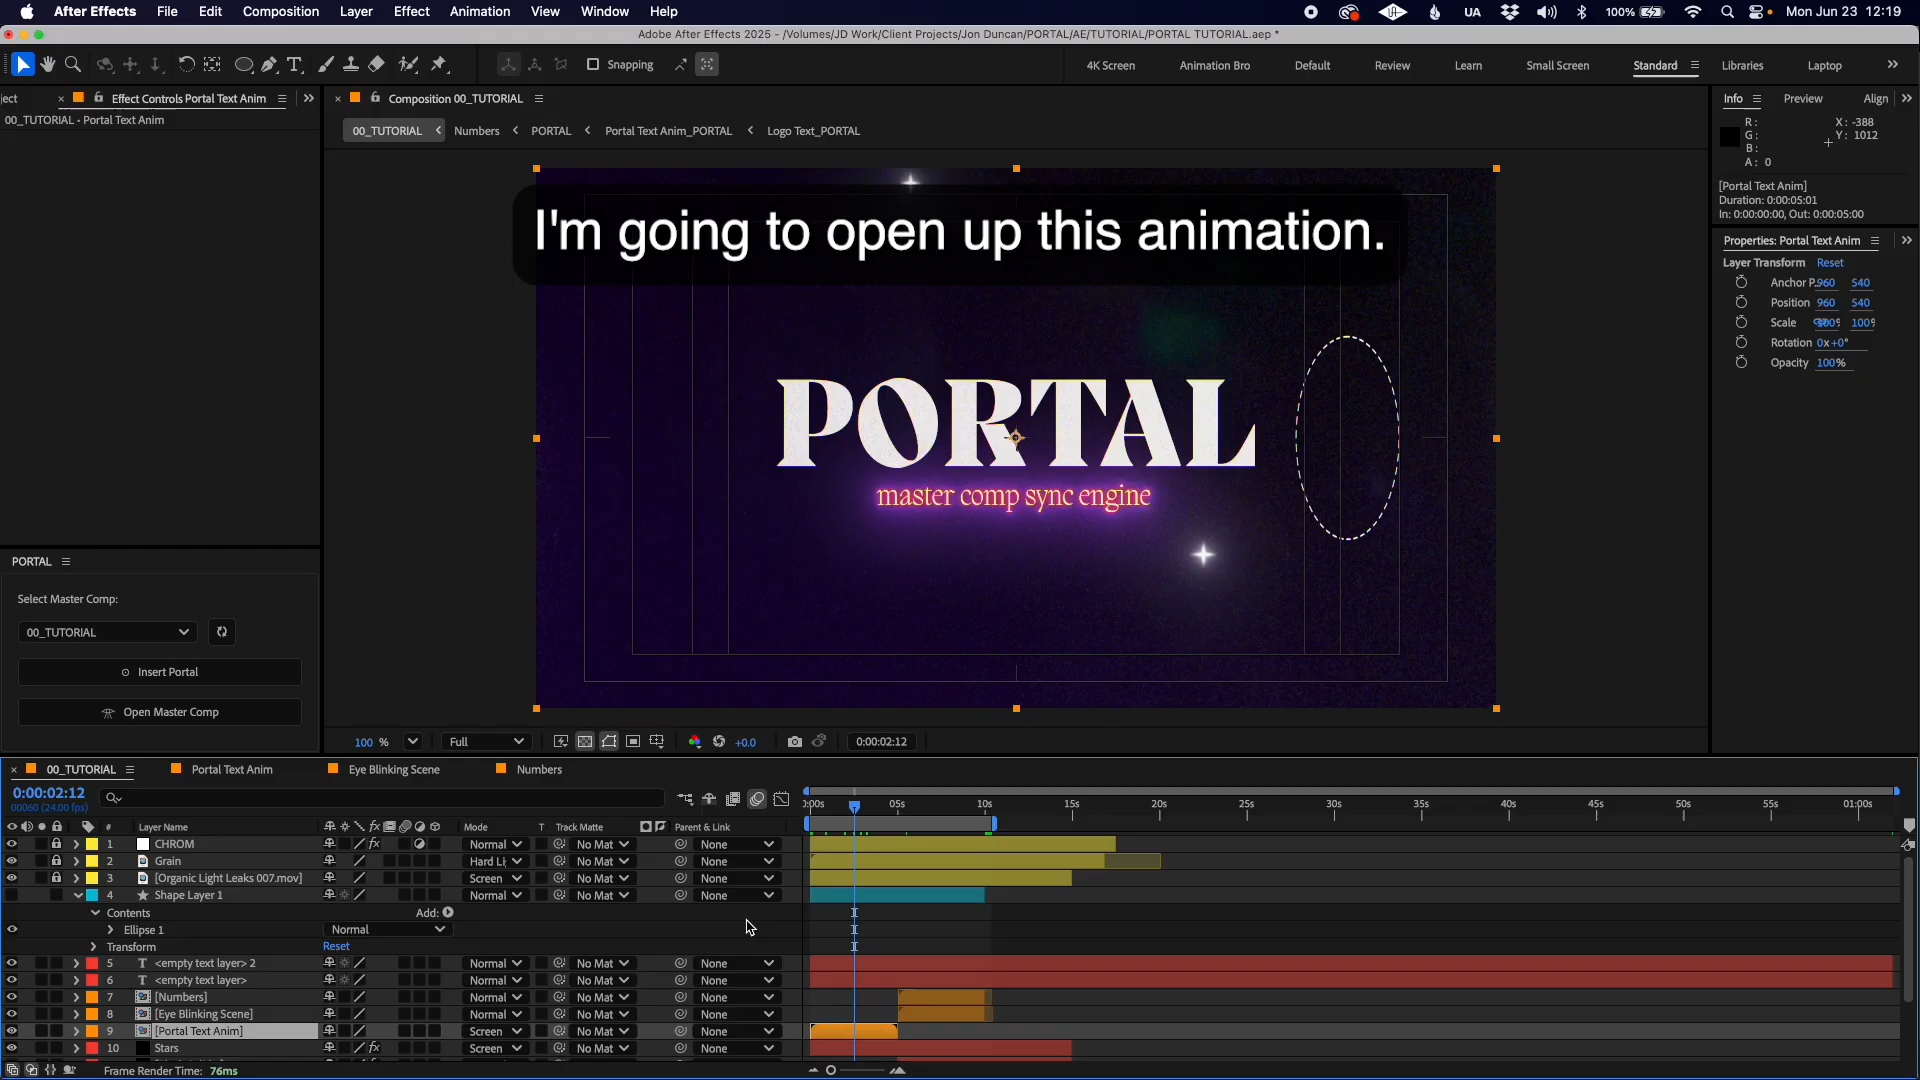 After Effects File Edit Composition Layer Effect Animation View Window Help UA 100% Mon Jun 23 12:19
Adobe After Effects 2025 - /Volumes/JD Work/Client Projects/Jon Duncan/PORTAL/AE/TUTORIAL/PORTAL TUTORIAL.aep *
Snapping 4K Screen Animation Bro Default Review Learn Small Screen Standard Libraries Laptop
ject Effect Controls Portal Text Anim
00_TUTORIAL • Portal Text Anim
Composition 00_TUTORIAL
00_TUTORIAL Numbers PORTAL Portal Text Anim_PORTAL Logo Text_PORTAL
Info Preview Align
R: X: -388
G: Y: 1012
B:
A: 0
[Portal Text Anim]
Duration: 0:00:05:01
In: 0:00:00:00, Out: 0:00:05:00
Properties: Portal Text Anim
Layer Transform Reset
Anchor P... 960 540
Position 960 540
Scale 100%
Rotation 0x+0°
Opacity 100%
I'm going to open up this animation.
PORTAL
master comp sync engine
PORTAL
Select Master Comp:
00_TUTORIAL
Insert Portal
Open Master Comp
100 % Full +0.0 0:00:02:12
00_TUTORIAL Portal Text Anim Eye Blinking Scene Numbers
0:00:02:12
00060 (24.00 fps)
05s 10s 15s 20s 25s 30s 35s 40s 45s 50s 55s 01:00s
# Layer Name fx Mode T Track Matte Parent & Link
1 CHROM fx Normal No Mat None
2 Grain Hard Li No Mat None
3 [Organic Light Leaks 007.mov] Screen No Mat None
4 Shape Layer 1 Normal No Mat None
Contents Add:
Ellipse 1 Normal
Transform Reset
5 T <empty text layer> 2 Normal No Mat None
6 T <empty text layer> Normal No Mat None
7 [Numbers] Normal No Mat None
8 [Eye Blinking Scene] Normal No Mat None
9 [Portal Text Anim] Screen No Mat None
10 Stars fx Screen No Mat None
Frame Render Time: 76ms